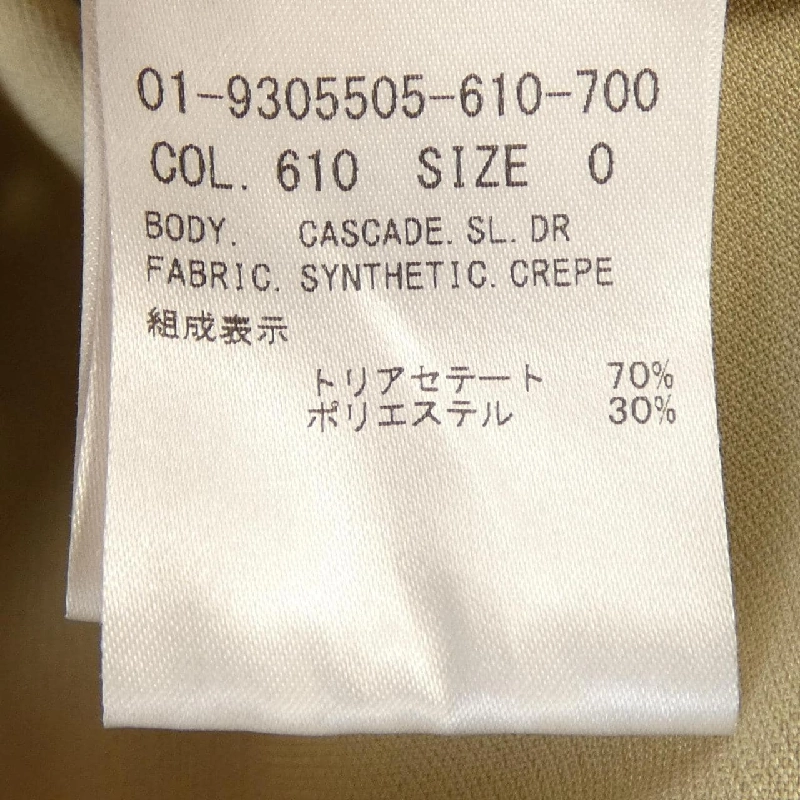 01-9305505-610-700
COL. 610 SIZE 0
BODY. CASCADE. SL. DR
FABRIC. SYNTHETIC. CREPE
組成表示
トリアセテート 70%
ポリエステル 30%